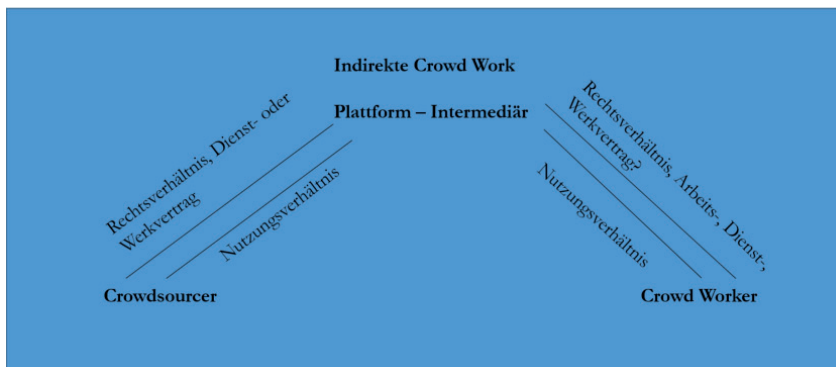 Indirekte Crowd Work
Plattform – Intermediär
Rechtsverhältnis, Dienst- oder
Werkvertrag
Nutzungsverhältnis
Rechtsverhältnis, Arbeits-, Dienst-,
Werkvertrag?
Nutzungsverhältnis
Crowdsourcer
Crowd Worker